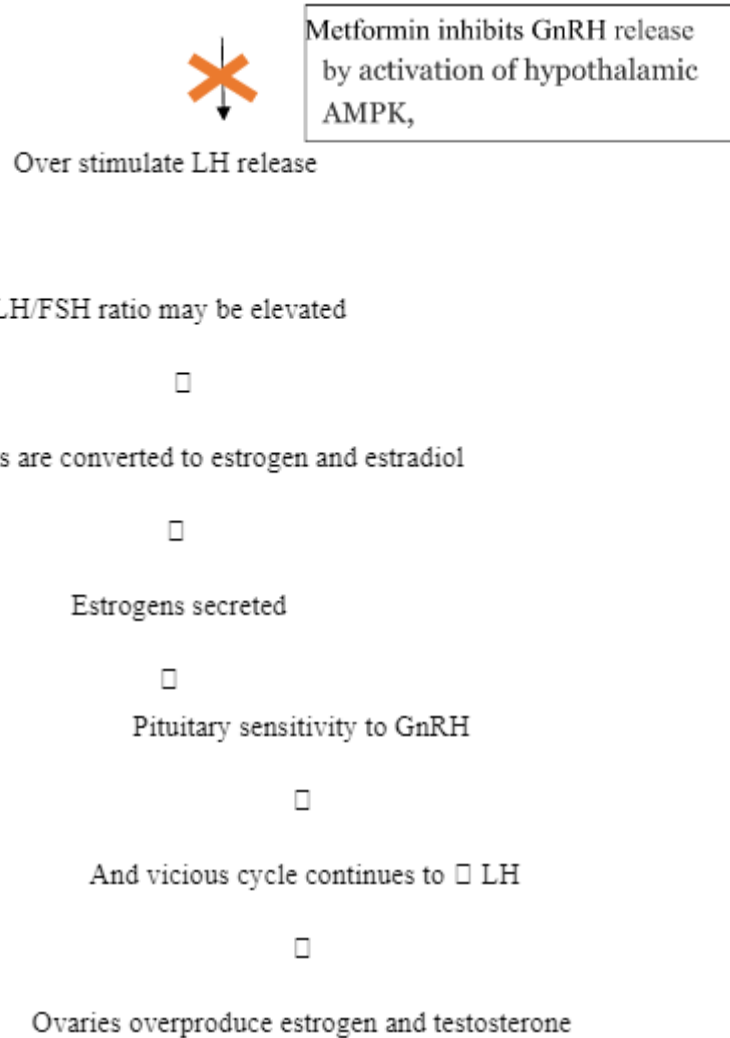 Metformin inhibits GnRH release
by activation of hypothalamic
AMPK,
Over stimulate LH release
LH/FSH ratio may be elevated
□
s are converted to estrogen and estradiol
□
Estrogens secreted
□
Pituitary sensitivity to GnRH
□
And vicious cycle continues to □ LH
□
Ovaries overproduce estrogen and testosterone